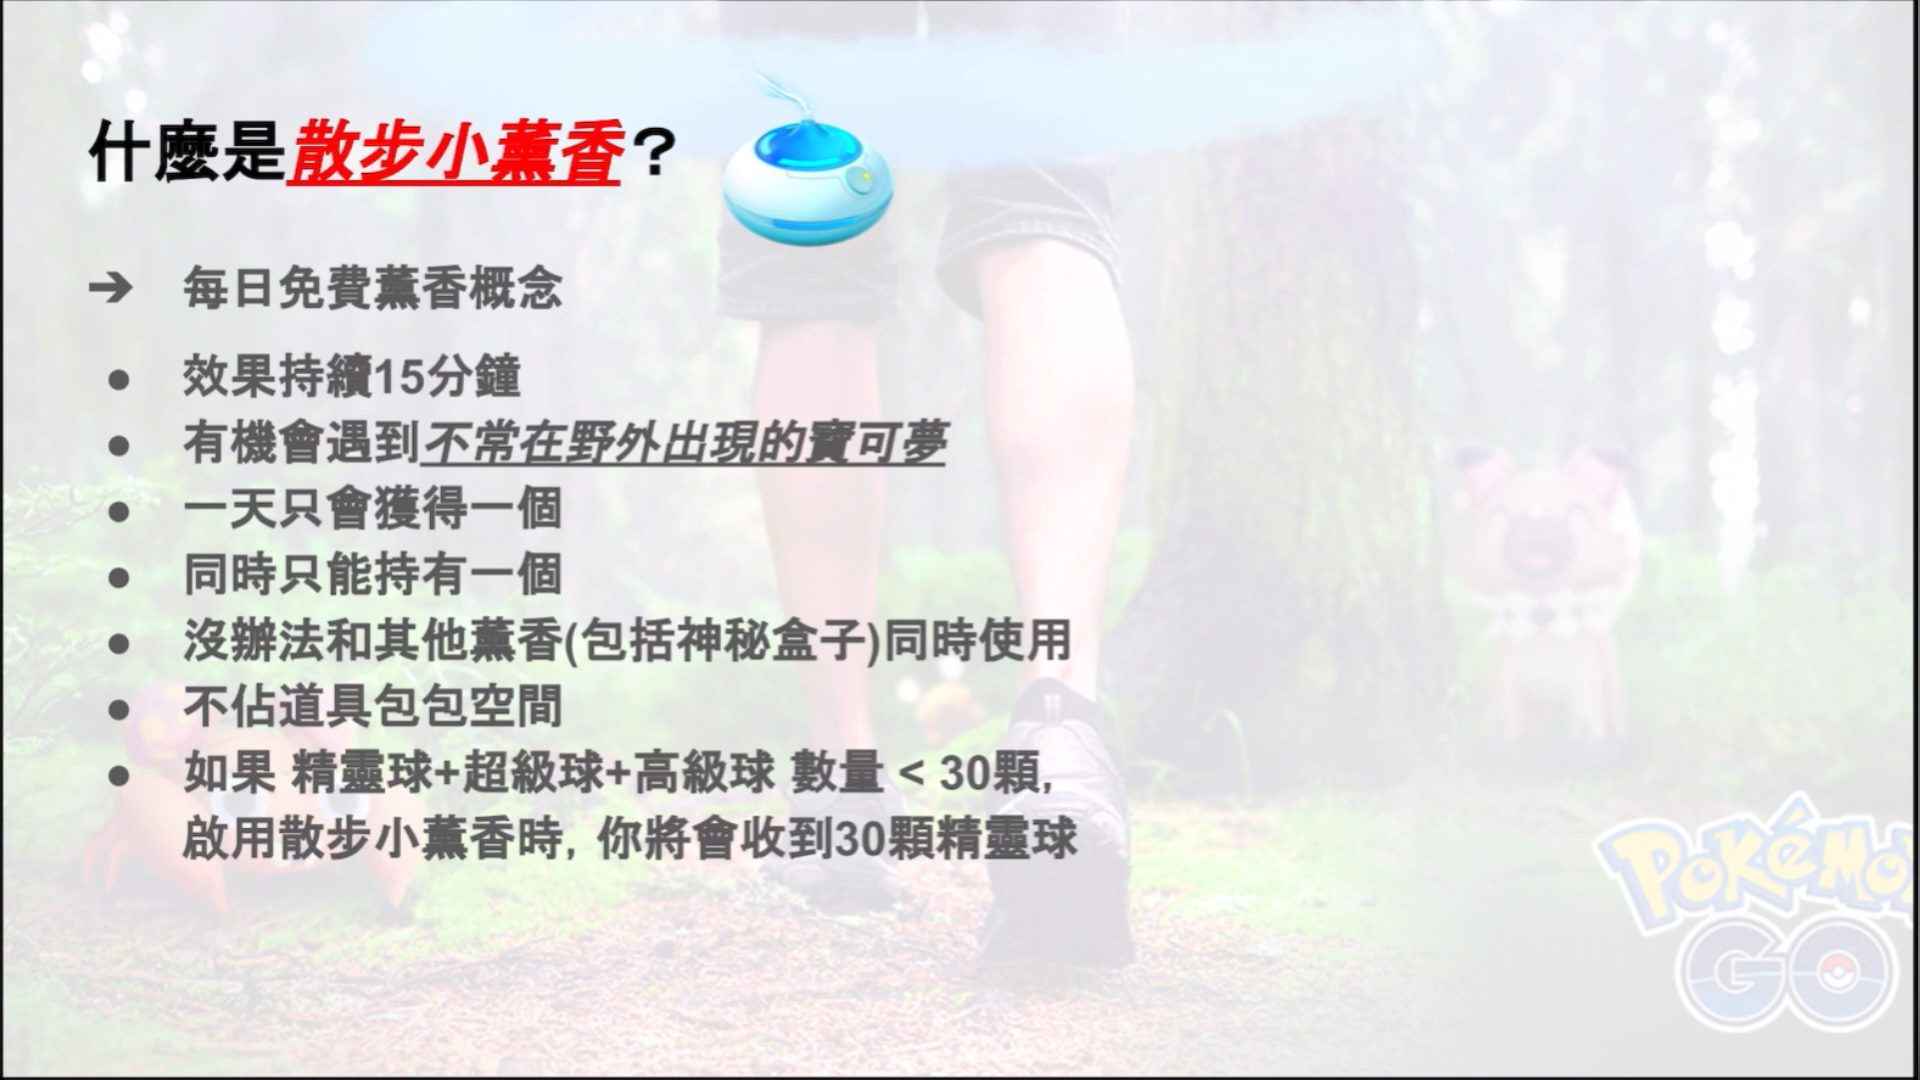 什麼是散步小薰香？
➔ 每日免費薰香概念
● 效果持續15分鐘
● 有機會遇到不常在野外出現的寶可夢
● 一天只會獲得一個
● 同時只能持有一個
● 沒辦法和其他薰香(包括神秘盒子)同時使用
● 不佔道具包包空間
● 如果 精靈球+超級球+高級球 數量 < 30顆,
啟用散步小薰香時, 你將會收到30顆精靈球
POKéMO
GO